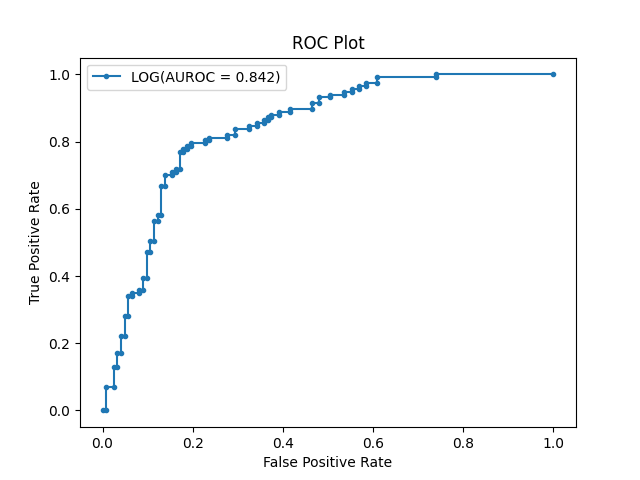 ROC Plot
LOG(AUROC = 0.842)
True Positive Rate
1.0
0.8
0.6
0.4
0.2
0.0
0.0 0.2 0.4 0.6 0.8 1.0
False Positive Rate